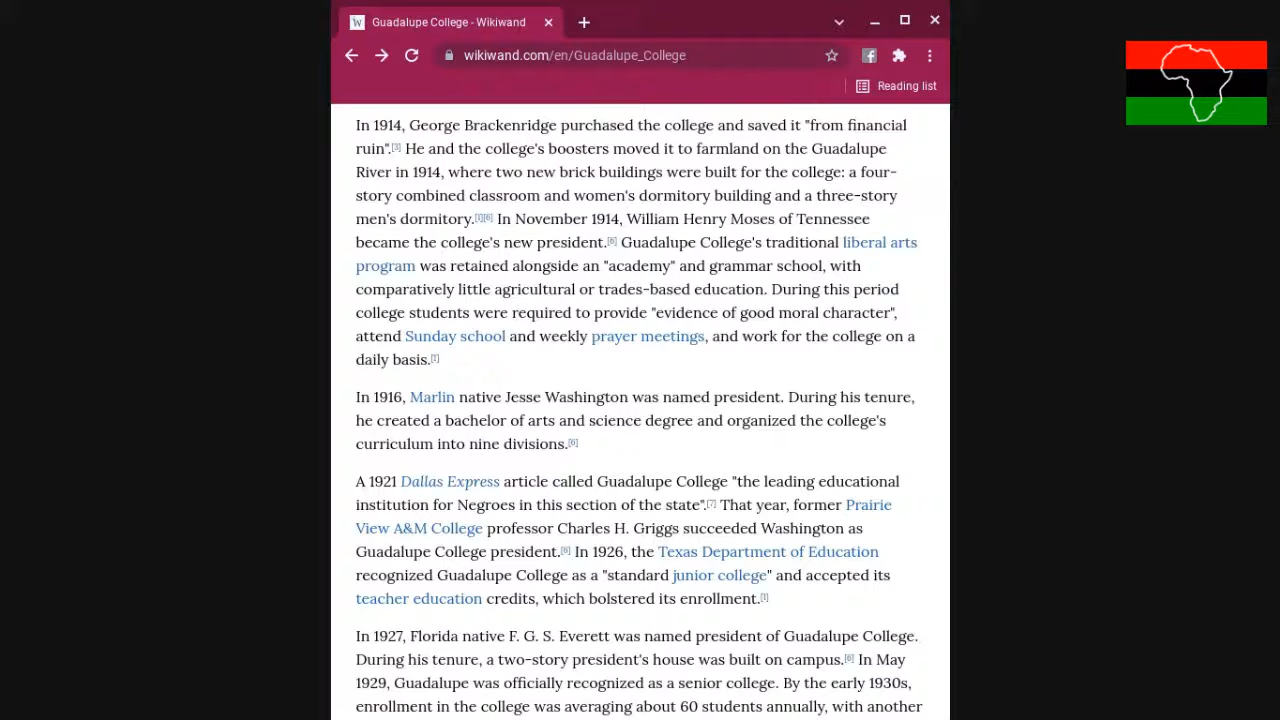 Guadalupe College - Wikiwand
wikiwand.com/en/Guadalupe_College
Reading list
In 1914, George Brackenridge purchased the college and saved it "from financial
ruin".[3] He and the college's boosters moved it to farmland on the Guadalupe
River in 1914, where two new brick buildings were built for the college: a four-
story combined classroom and women's dormitory building and a three-story
men's dormitory.[1][6] In November 1914, William Henry Moses of Tennessee
became the college's new president.[6] Guadalupe College's traditional liberal arts
program was retained alongside an "academy" and grammar school, with
comparatively little agricultural or trades-based education. During this period
college students were required to provide "evidence of good moral character",
attend Sunday school and weekly prayer meetings, and work for the college on a
daily basis.[1]
In 1916, Marlin native Jesse Washington was named president. During his tenure,
he created a bachelor of arts and science degree and organized the college's
curriculum into nine divisions.[6]
A 1921 Dallas Express article called Guadalupe College "the leading educational
institution for Negroes in this section of the state".[7] That year, former Prairie
View A&M College professor Charles H. Griggs succeeded Washington as
Guadalupe College president.[6] In 1926, the Texas Department of Education
recognized Guadalupe College as a "standard junior college" and accepted its
teacher education credits, which bolstered its enrollment.[1]
In 1927, Florida native F. G. S. Everett was named president of Guadalupe College.
During his tenure, a two-story president's house was built on campus.[6] In May
1929, Guadalupe was officially recognized as a senior college. By the early 1930s,
enrollment in the college was averaging about 60 students annually, with another